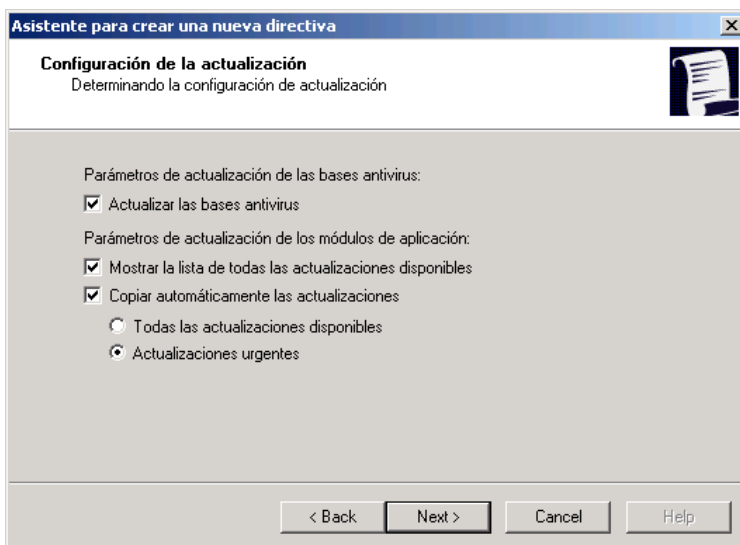 Asistente para crear una nueva directiva
Configuración de la actualización
Determinando la configuración de actualización
Parámetros de actualización de las bases antivirus:
Actualizar las bases antivirus
Parámetros de actualización de los módulos de aplicación:
Mostrar la lista de todas las actualizaciones disponibles
Copiar automáticamente las actualizaciones
Todas las actualizaciones disponibles
Actualizaciones urgentes
< Back Next > Cancel Help